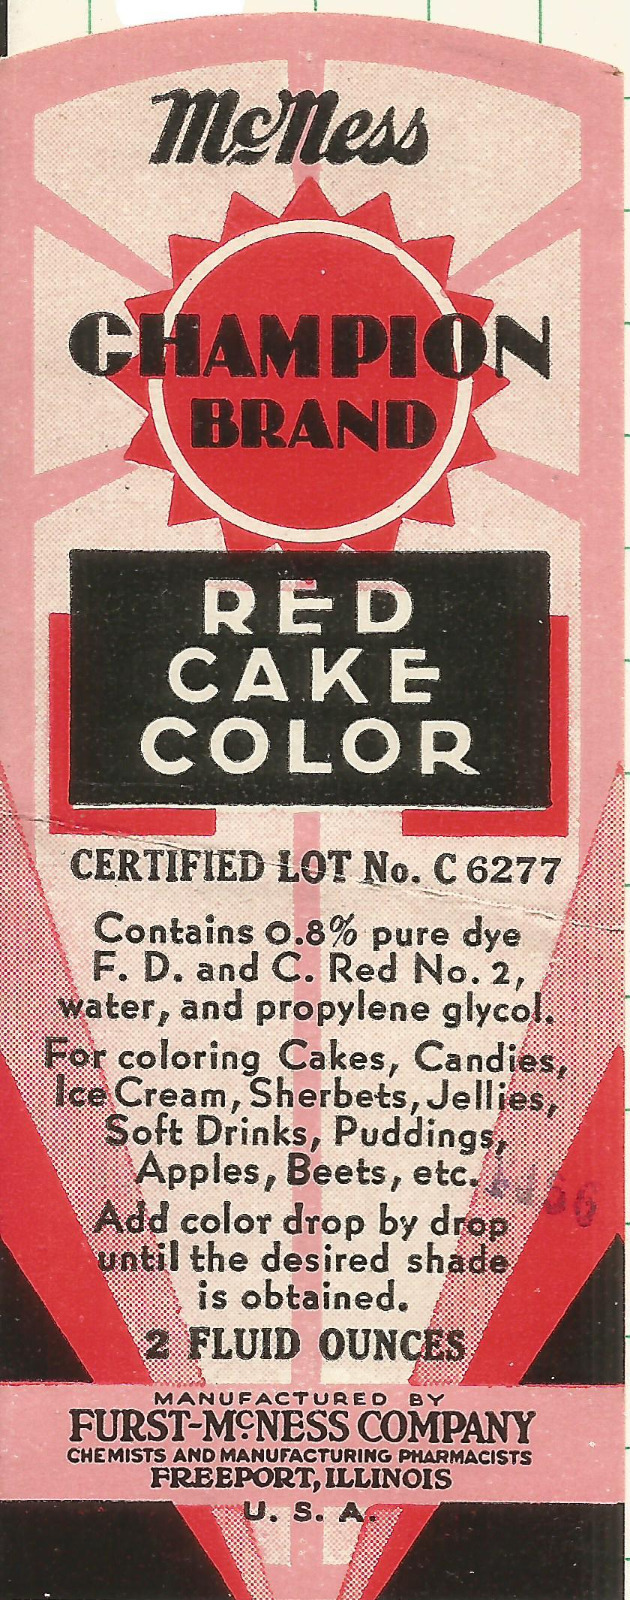 McNess
CHAMPION
BRAND
RED
CAKE
COLOR
CERTIFIED LOT No. C 6277
Contains 0.8% pure dye
F. D. and C. Red No. 2,
water, and propylene glycol.
For coloring Cakes, Candies,
Ice Cream, Sherbets, Jellies,
Soft Drinks, Puddings,
Apples, Beets, etc.
Add color drop by drop
until the desired shade
is obtained.
2 FLUID OUNCES
MANUFACTURED BY
FURST-McNESS COMPANY
CHEMISTS AND MANUFACTURING PHARMACISTS
FREEPORT, ILLINOIS
U. S. A.